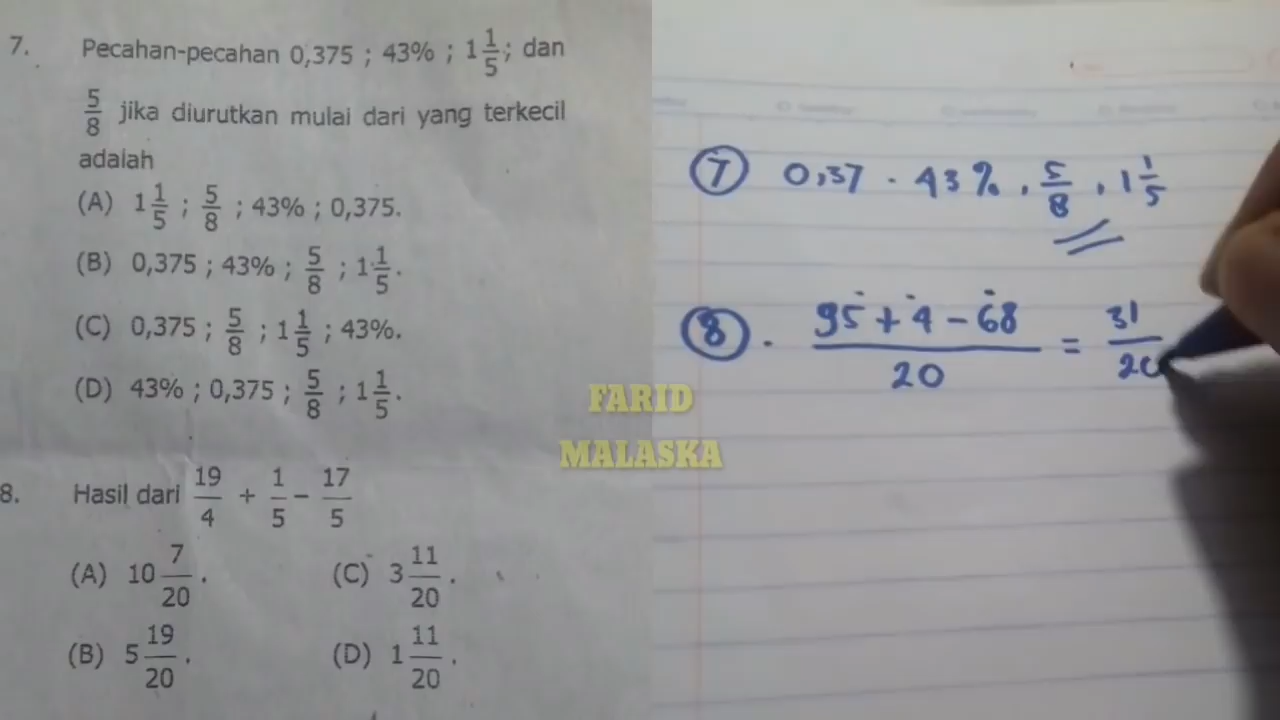 7. Pecahan-pecahan 0,375 ; 43% ; 1 1/5; dan
5/8 jika diurutkan mulai dari yang terkecil
adalah
(A) 1 1/5 ; 5/8 ; 43% ; 0,375.
(B) 0,375 ; 43% ; 5/8 ; 1 1/5.
(C) 0,375 ; 5/8 ; 1 1/5 ; 43%.
(D) 43% ; 0,375 ; 5/8 ; 1 1/5.
8. Hasil dari 19/4 + 1/5 - 17/5
(A) 10 7/20 .
(B) 5 19/20 .
(C) 3 11/20 .
(D) 1 11/20 .
7 0,37 . 43% , 5/8 , 1 1/5
8 . 95 + 4 - 68 / 20 = 31/20
FARID
MALASKA